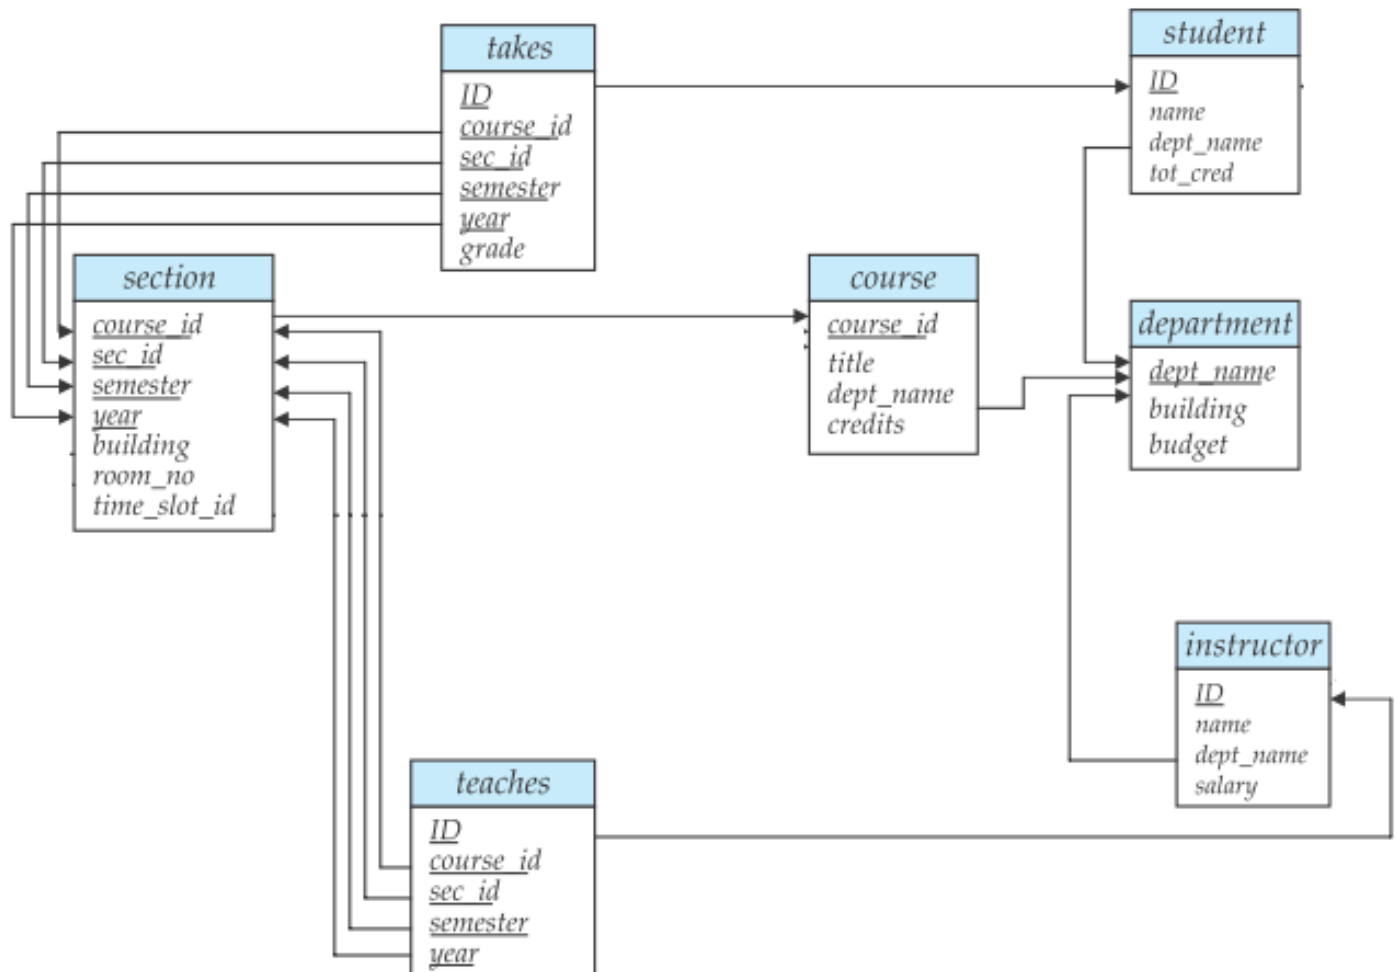 takes
ID
course_id
sec_id
semester
year
grade
student
ID
name
dept_name
tot_cred
section
course_id
sec_id
semester
year
building
room_no
time_slot_id
course
course_id
title
dept_name
credits
department
dept_name
building
budget
instructor
ID
name
dept_name
salary
teaches
ID
course_id
sec_id
semester
year